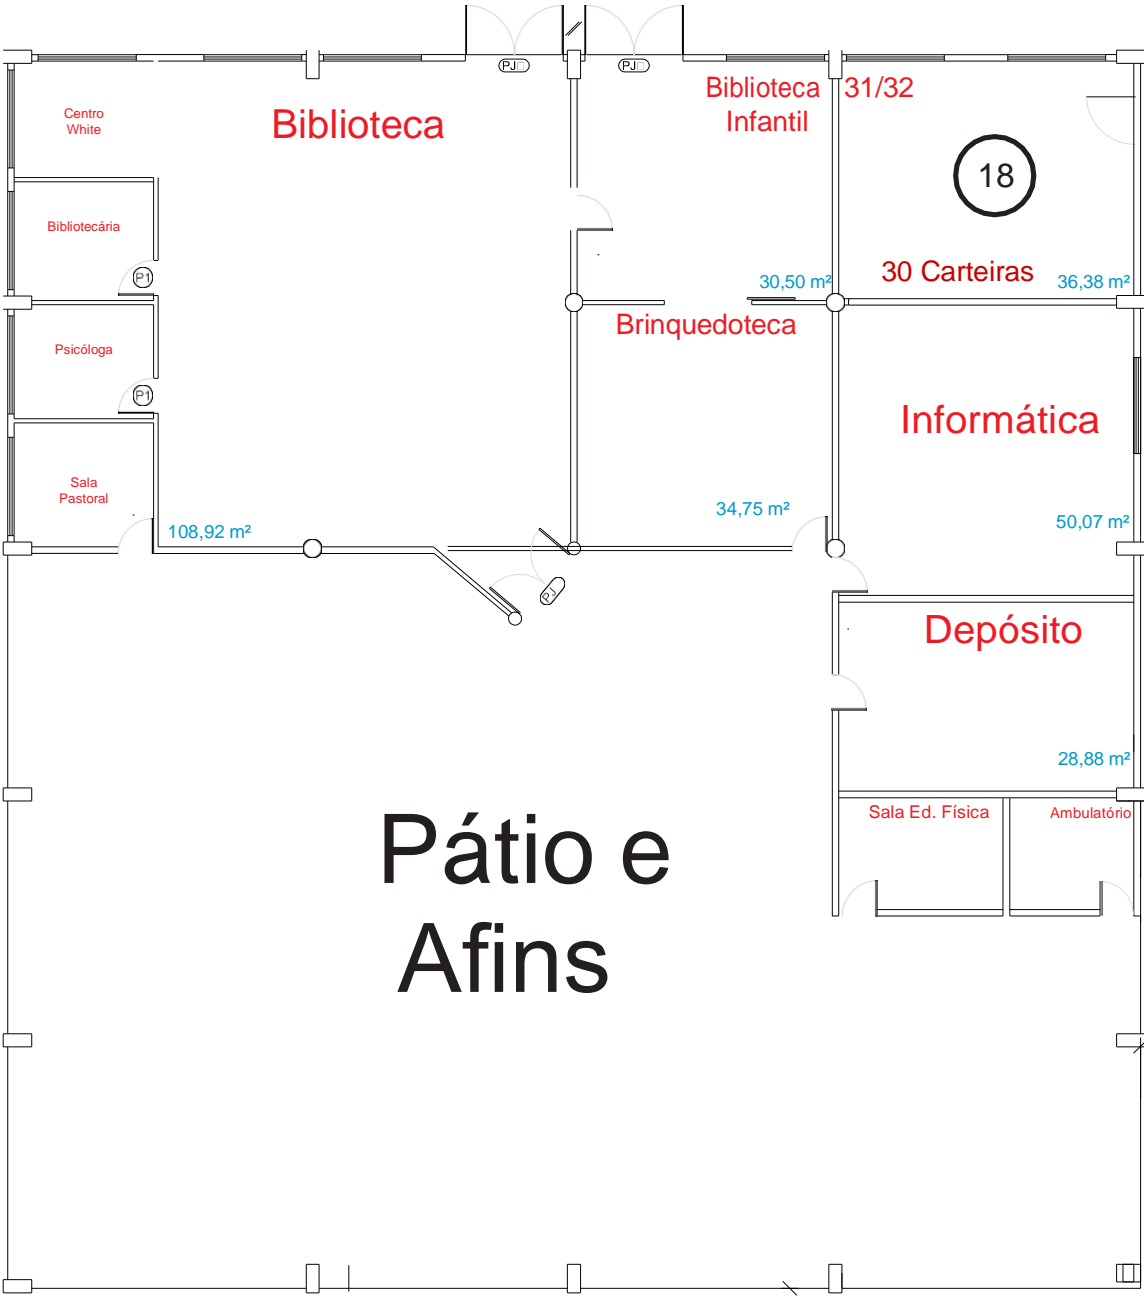 PJ
PJ
Biblioteca
Infantil
31/32
Centro
White
Biblioteca
18
Bibliotecária
P1
30,50 m²
30 Carteiras
36,38 m²
Brinquedoteca
Psicóloga
P1
Informática
Sala
Pastoral
108,92 m²
34,75 m²
50,07 m²
PJ
Depósito
28,88 m²
Sala Ed. Física
Ambulatório
Pátio e
Afins